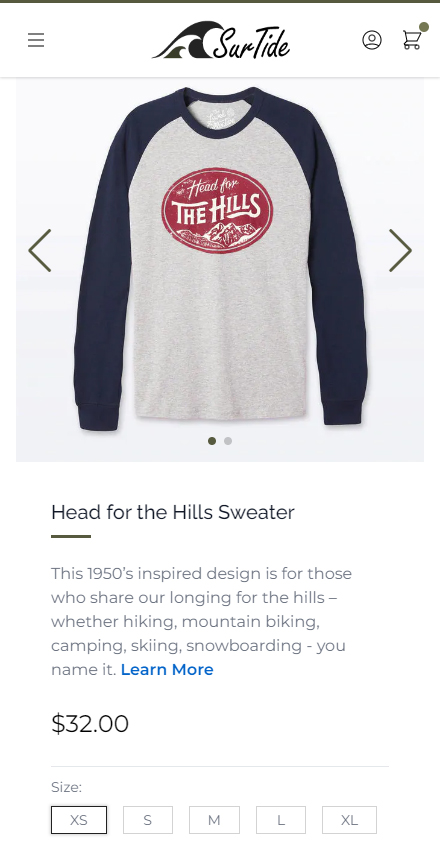 SurTide
Head for
THE HILLS
Head for the Hills Sweater
This 1950’s inspired design is for those
who share our longing for the hills –
whether hiking, mountain biking,
camping, skiing, snowboarding - you
name it. Learn More
$32.00
Size:
XS S M L XL